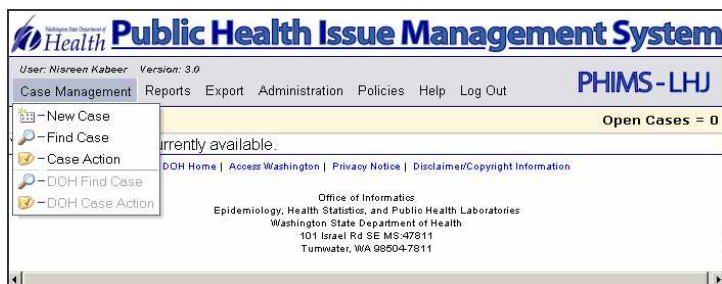 Washington State Department of
Health Public Health Issue Management System
User: Nisreen Kabeer Version: 3.0
PHIMS-LHJ
Case Management Reports Export Administration Policies Help Log Out
New Case
Open Cases = 0
Find Case
urrently available.
Case Action
DOH Home | Access Washington | Privacy Notice | Disclaimer/Copyright Information
DOH Find Case
DOH Case Action
Office of Informatics
Epidemiology, Health Statistics, and Public Health Laboratories
Washington State Department of Health
101 Israel Rd SE MS:47811
Tumwater, WA 98504-7811